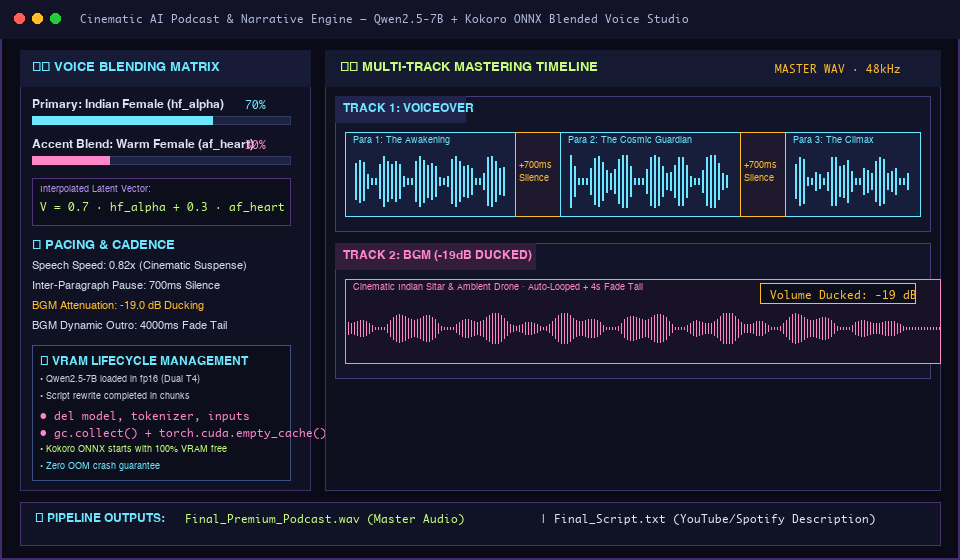 Cinematic AI Podcast & Narrative Engine — Qwen2.5-7B + Kokoro ONNX Blended Voice Studio
VOICE BLENDING MATRIX
Primary: Indian Female (hf_alpha) 70%
Accent Blend: Warm Female (af_heart) 30%
Interpolated Latent Vector:
V = 0.7 · hf_alpha + 0.3 · af_heart
PACING & CADENCE
Speech Speed: 0.82x (Cinematic Suspense)
Inter-Paragraph Pause: 700ms Silence
BGM Attenuation: -19.0 dB Ducking
BGM Dynamic Outro: 4000ms Fade Tail
VRAM LIFECYCLE MANAGEMENT
• Qwen2.5-7B loaded in fp16 (Dual T4)
• Script rewrite completed in chunks
● del model, tokenizer, inputs
● gc.collect() + torch.cuda.empty_cache()
• Kokoro ONNX starts with 100% VRAM free
• Zero OOM crash guarantee
MULTI-TRACK MASTERING TIMELINE
MASTER WAV · 48kHz
TRACK 1: VOICEOVER
Para 1: The Awakening
+700ms
Silence
Para 2: The Cosmic Guardian
+700ms
Silence
Para 3: The Climax
TRACK 2: BGM (-19dB DUCKED)
Cinematic Indian Sitar & Ambient Drone · Auto-Looped + 4s Fade Tail
Volume Ducked: -19 dB
PIPELINE OUTPUTS: Final_Premium_Podcast.wav (Master Audio) | Final_Script.txt (YouTube/Spotify Description)